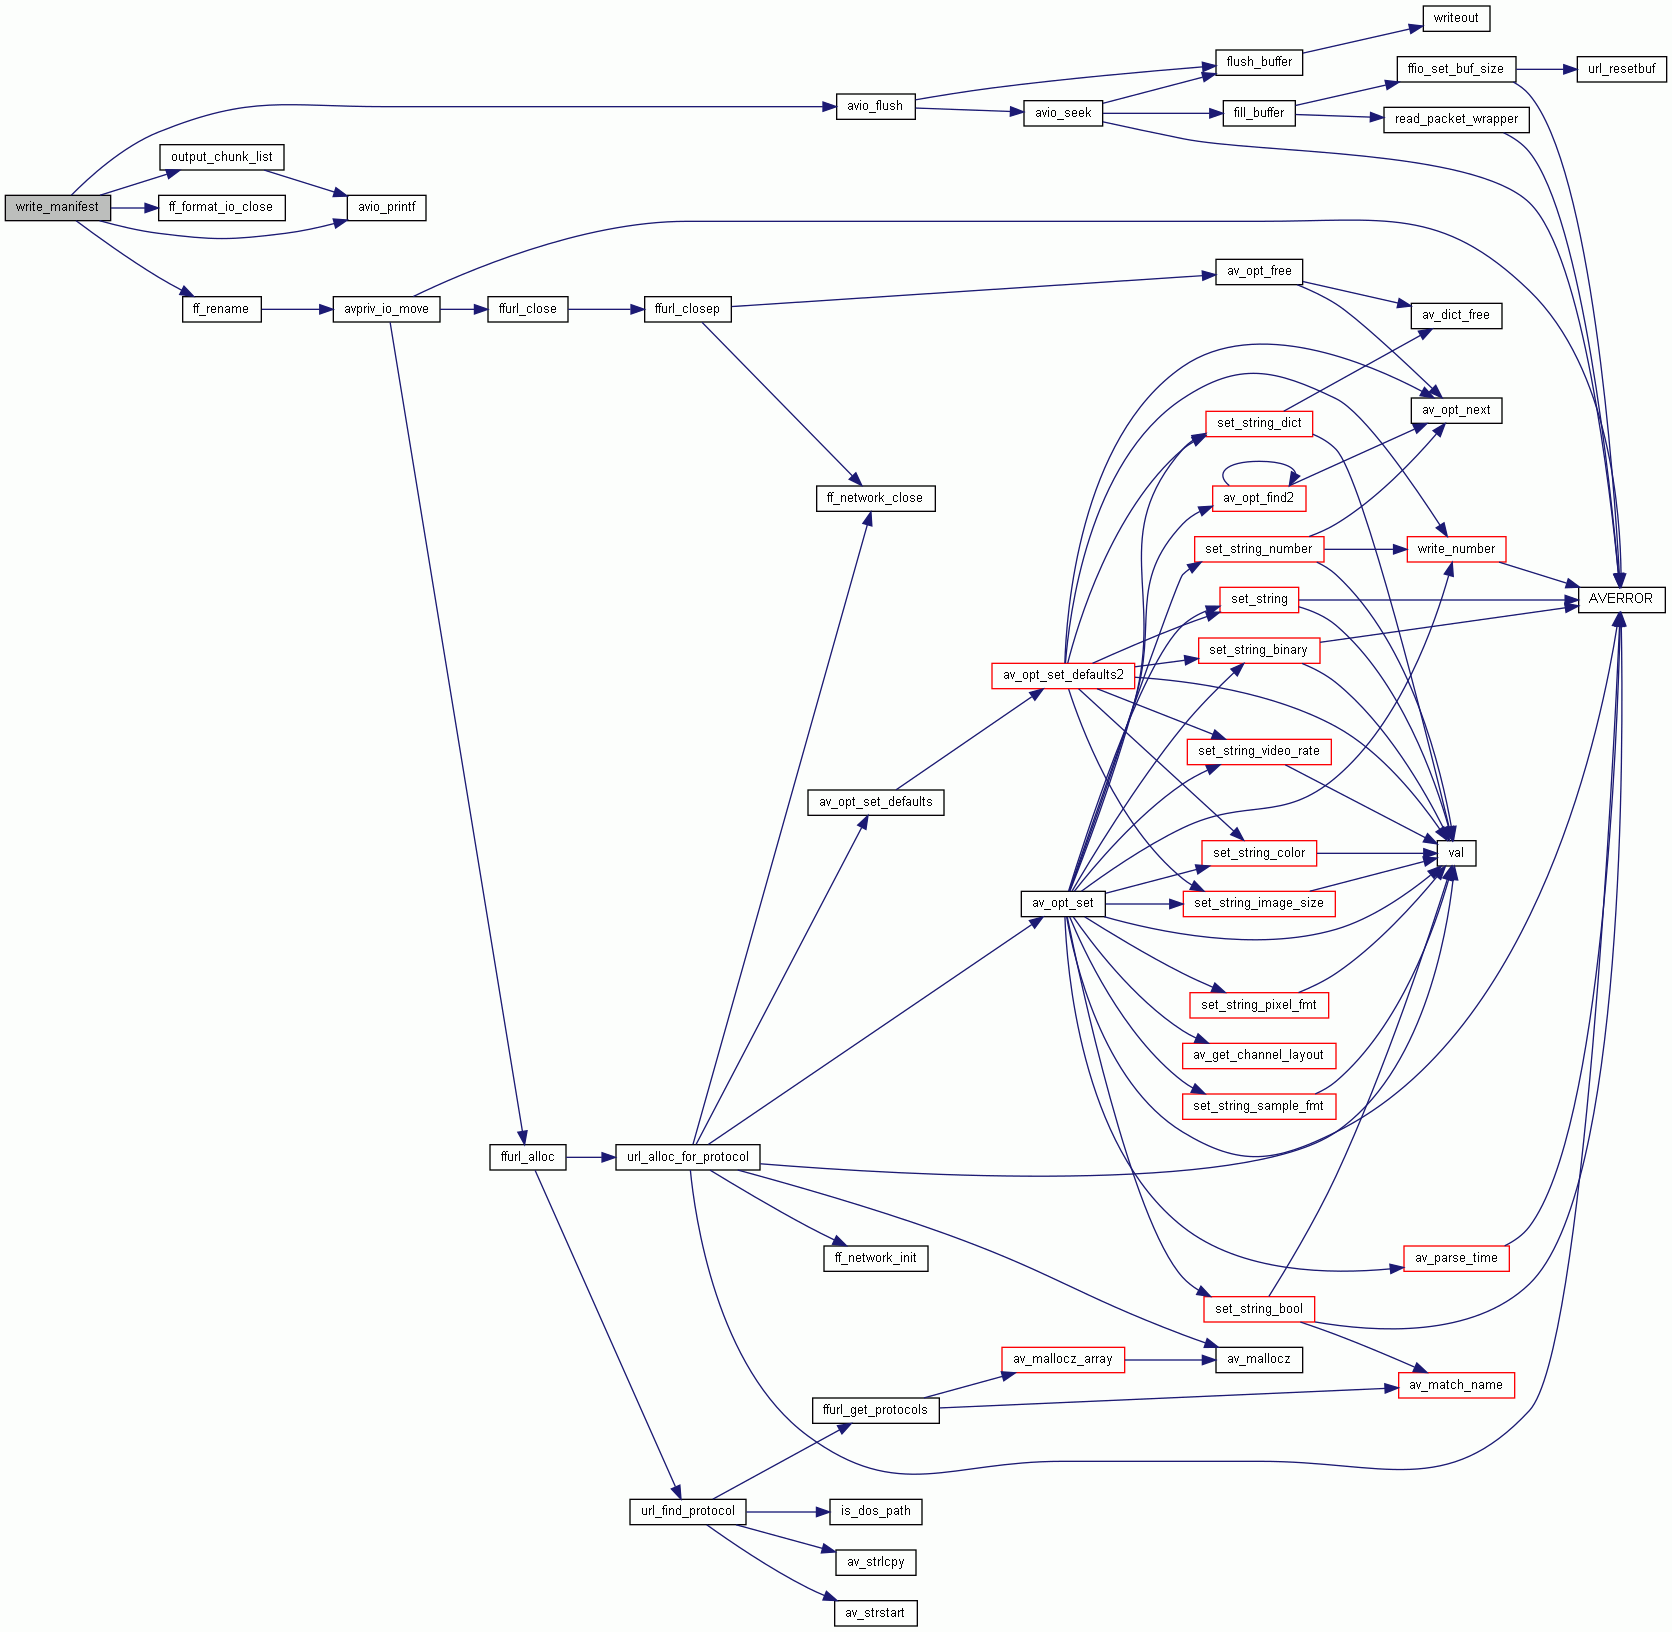 writeout
flush_buffer
ffio_set_buf_size
url_resetbuf
avio_flush
avio_seek
fill_buffer
read_packet_wrapper
output_chunk_list
write_manifest
ff_format_io_close
avio_printf
av_opt_free
ff_rename
avpriv_io_move
ffurl_close
ffurl_closep
av_dict_free
av_opt_next
set_string_dict
ff_network_close
av_opt_find2
set_string_number
write_number
set_string
AVERROR
set_string_binary
av_opt_set_defaults2
set_string_video_rate
av_opt_set_defaults
set_string_color
val
av_opt_set
set_string_image_size
set_string_pixel_fmt
av_get_channel_layout
set_string_sample_fmt
ffurl_alloc
url_alloc_for_protocol
ff_network_init
av_parse_time
set_string_bool
av_mallocz_array
av_mallocz
av_match_name
ffurl_get_protocols
url_find_protocol
is_dos_path
av_strlcpy
av_strstart